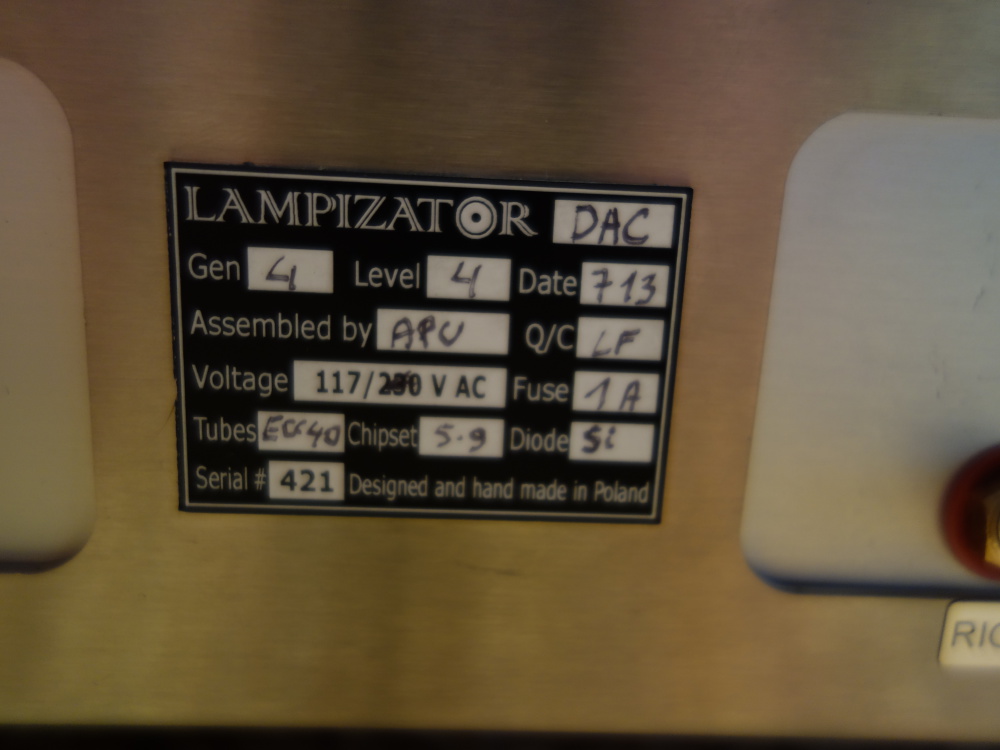 LAMPIZATOR DAC
Gen 4 Level 4 Date 713
Assembled by APU Q/C LF
Voltage 117/230 V AC Fuse 1A
Tubes ECC40 Chipset 5.9 Diode Si
Serial # 421 Designed and hand made in Poland
RIG